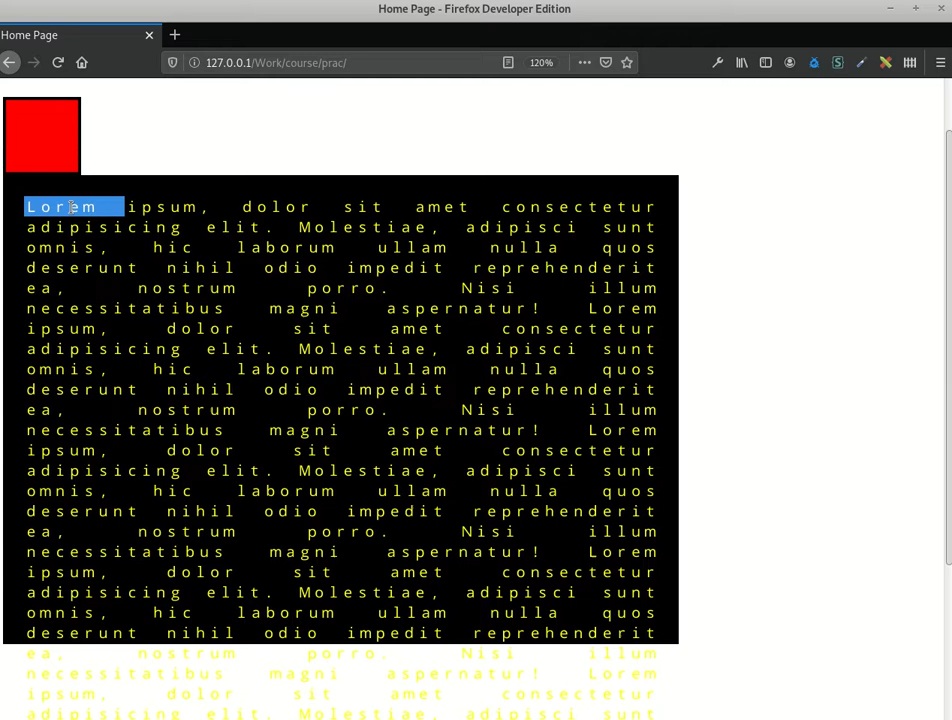 Home Page - Firefox Developer Edition
Home Page
127.0.0.1/Work/course/prac/
120%
Lorem ipsum, dolor sit amet consectetur
adipisicing elit. Molestiae, adipisci sunt
omnis, hic laborum ullam nulla quos
deserunt nihil odio impedit reprehenderit
ea, nostrum porro. Nisi illum
necessitatibus magni aspernatur! Lorem
ipsum, dolor sit amet consectetur
adipisicing elit. Molestiae, adipisci sunt
omnis, hic laborum ullam nulla quos
deserunt nihil odio impedit reprehenderit
ea, nostrum porro. Nisi illum
necessitatibus magni aspernatur! Lorem
ipsum, dolor sit amet consectetur
adipisicing elit. Molestiae, adipisci sunt
omnis, hic laborum ullam nulla quos
deserunt nihil odio impedit reprehenderit
ea, nostrum porro. Nisi illum
necessitatibus magni aspernatur! Lorem
ipsum, dolor sit amet consectetur
adipisicing elit. Molestiae, adipisci sunt
omnis, hic laborum ullam nulla quos
deserunt nihil odio impedit reprehenderit
ea, nostrum porro. Nisi illum
necessitatibus magni aspernatur! Lorem
ipsum, dolor sit amet consectetur
adipisicing elit. Molestiae, adipisci sunt